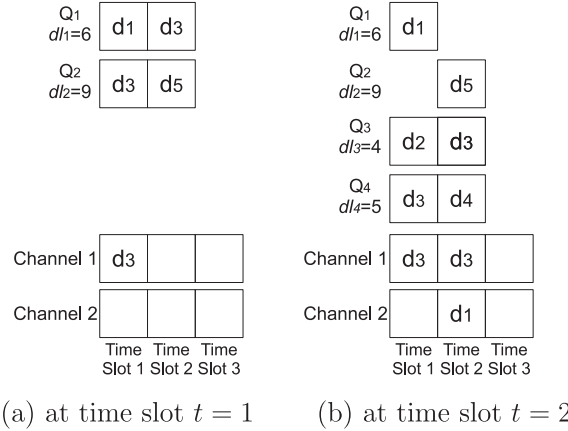 Q1
dl1=6
d1 d3
Q2
dl2=9
d3 d5
Channel 1
d3
Channel 2
Time Slot 1
Time Slot 2
Time Slot 3
(a) at time slot t = 1
Q1
dl1=6
d1
Q2
dl2=9
d5
Q3
dl3=4
d2 d3
Q4
dl4=5
d3 d4
Channel 1
d3 d3
Channel 2
d1
Time Slot 1
Time Slot 2
Time Slot 3
(b) at time slot t = 2